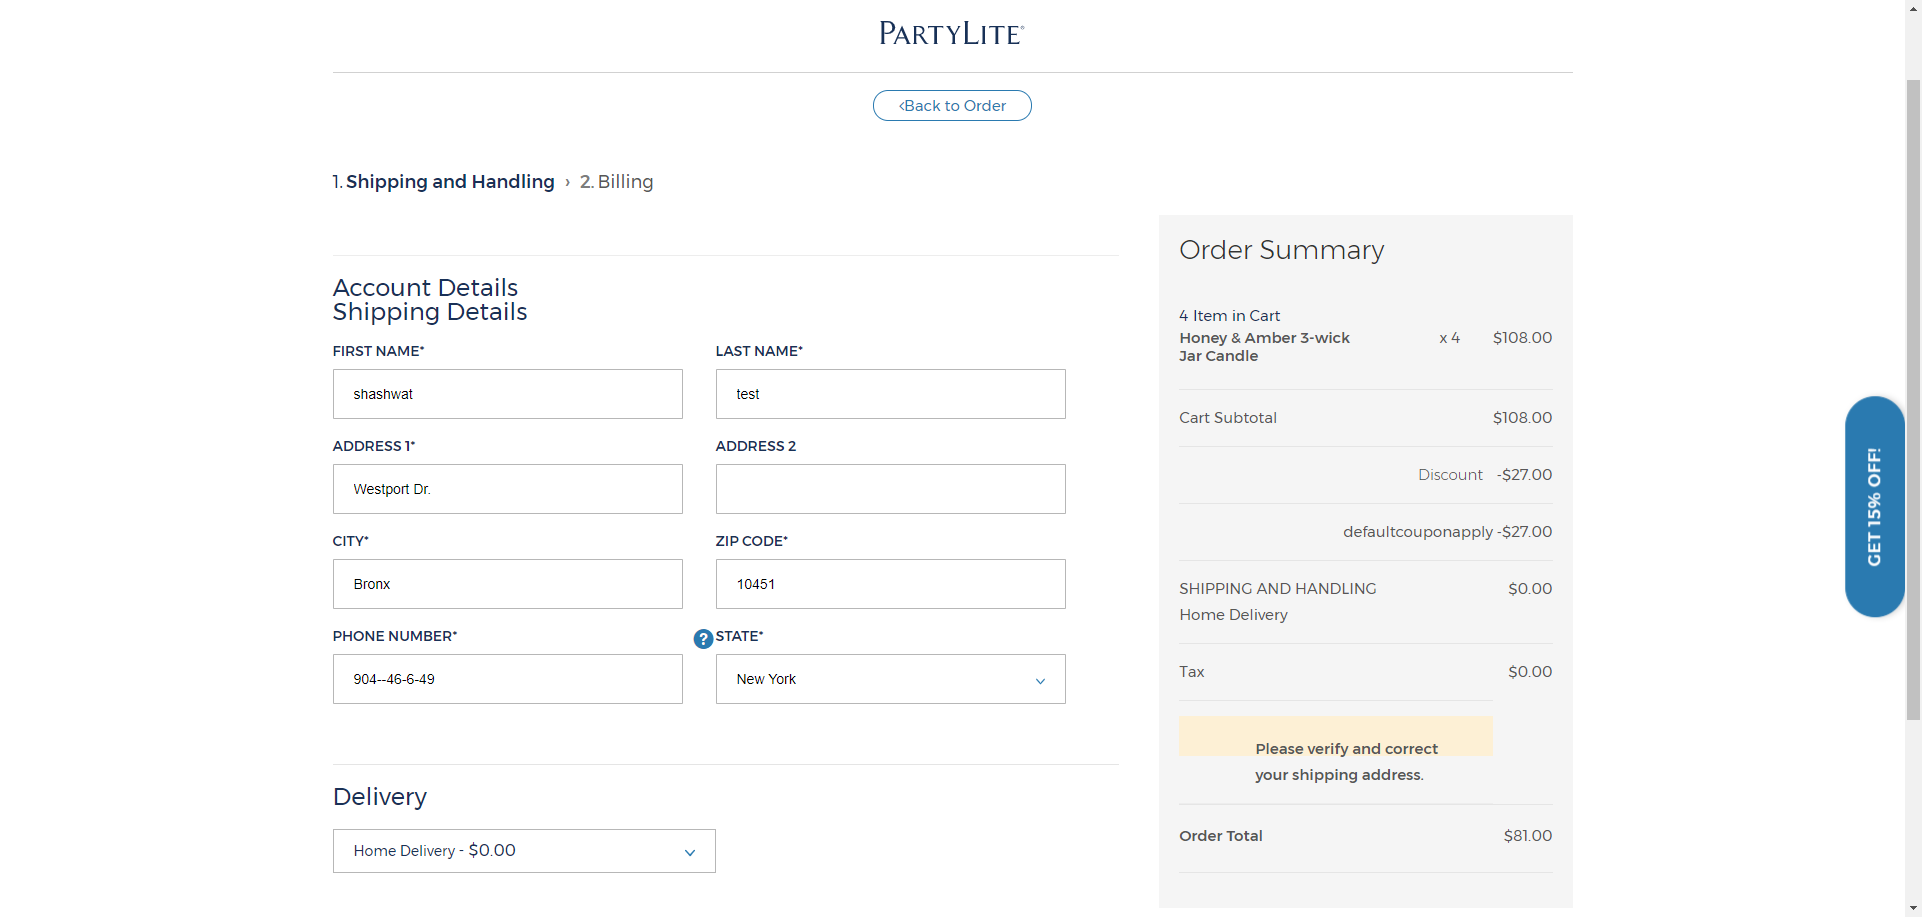 PARTYLITE®
‹Back to Order
1. Shipping and Handling › 2. Billing
Account Details
Shipping Details
FIRST NAME* LAST NAME*
shashwat test
ADDRESS 1* ADDRESS 2
Westport Dr.
CITY* ZIP CODE*
Bronx 10451
PHONE NUMBER* ? STATE*
904--46-6-49 New York
Delivery
Home Delivery - $0.00
Order Summary
4 Item in Cart
Honey & Amber 3-wick x 4 $108.00
Jar Candle
Cart Subtotal $108.00
Discount -$27.00
defaultcouponapply -$27.00
SHIPPING AND HANDLING $0.00
Home Delivery
Tax $0.00
Please verify and correct
your shipping address.
Order Total $81.00
GET 15% OFF!